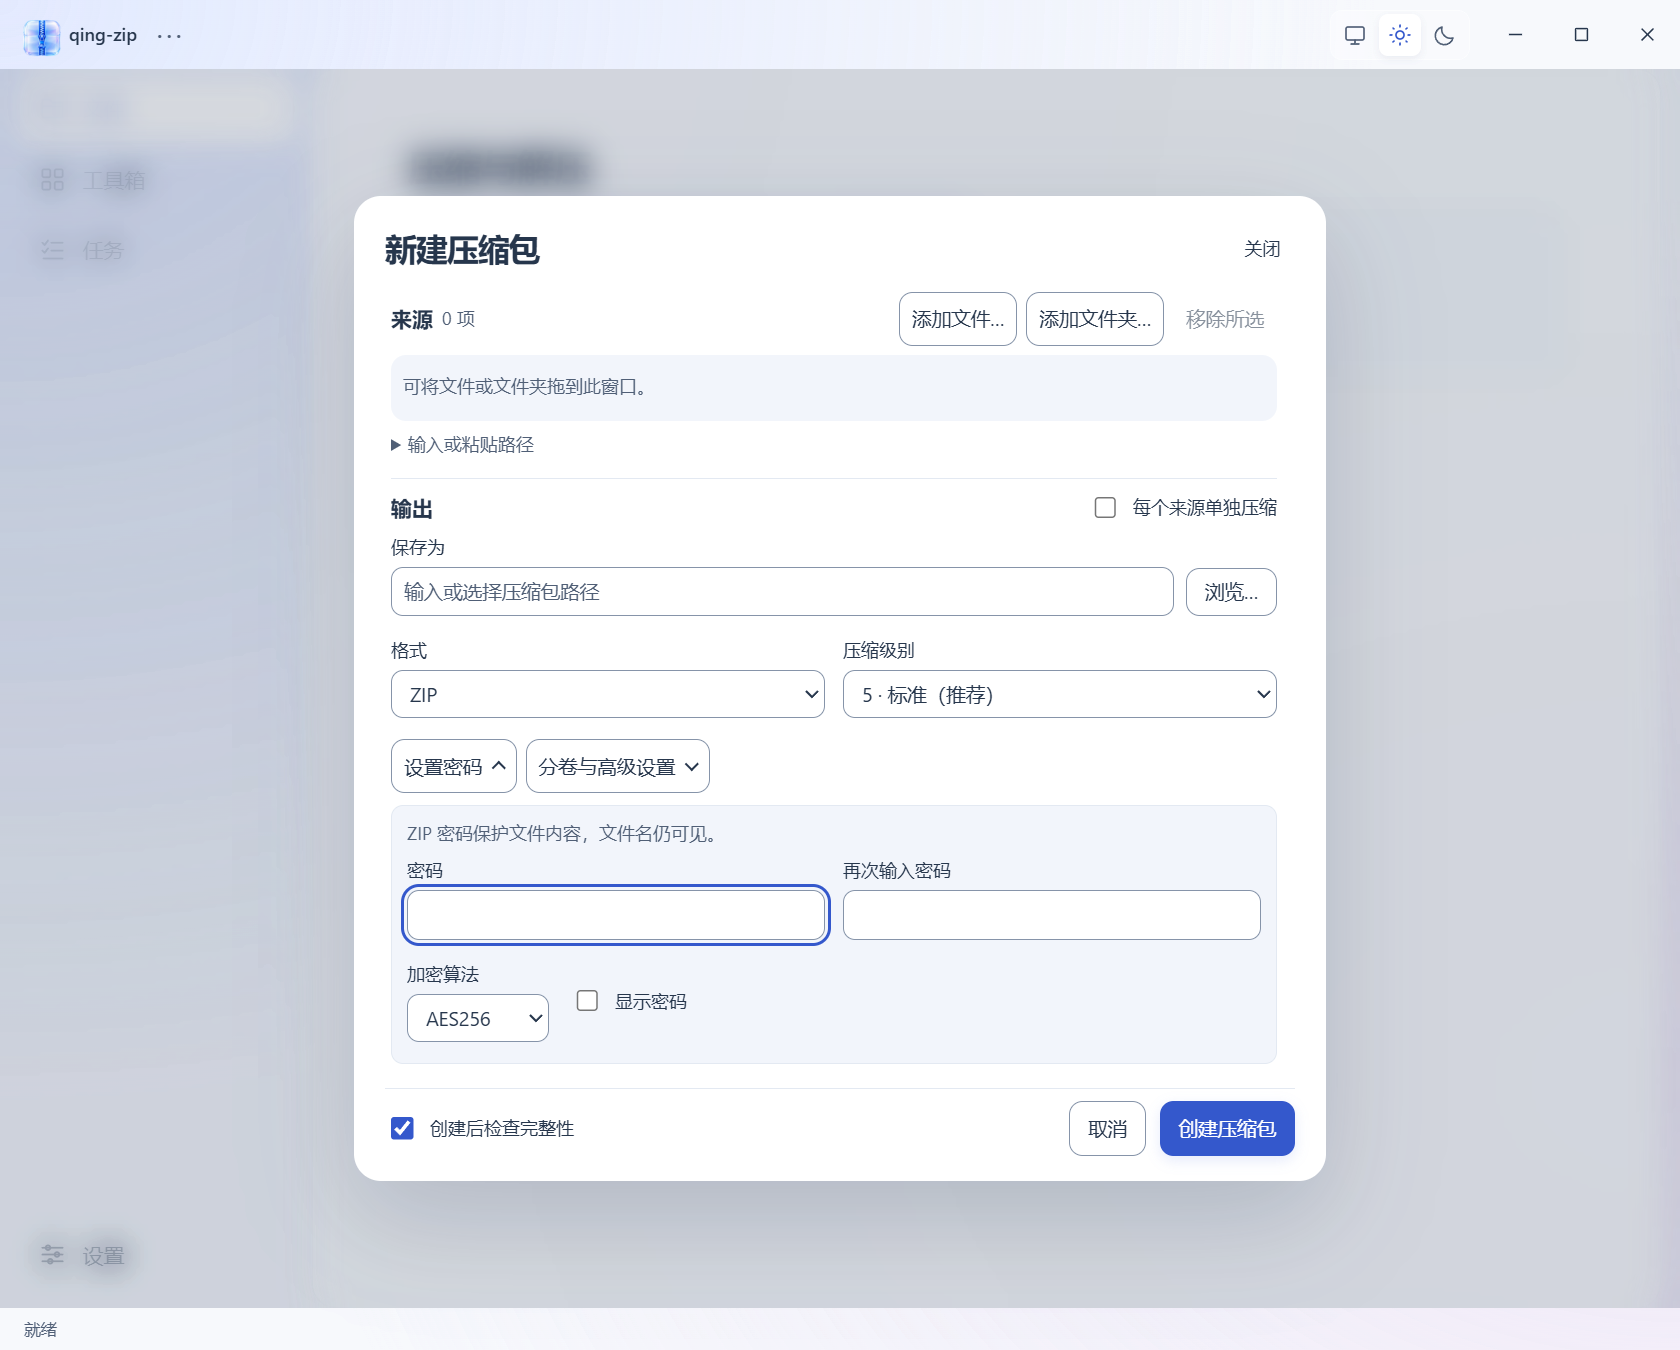 qing-zip ···
工具箱
任务
新建压缩包
关闭
来源 0 项
添加文件...
添加文件夹...
移除所选
可将文件或文件夹拖到此窗口。
输入或粘贴路径
输出
每个来源单独压缩
保存为
输入或选择压缩包路径
浏览...
格式
压缩级别
ZIP
5 · 标准（推荐）
设置密码
分卷与高级设置
ZIP 密码保护文件内容，文件名仍可见。
密码
再次输入密码
加密算法
AES256
显示密码
创建后检查完整性
取消
创建压缩包
设置
就绪